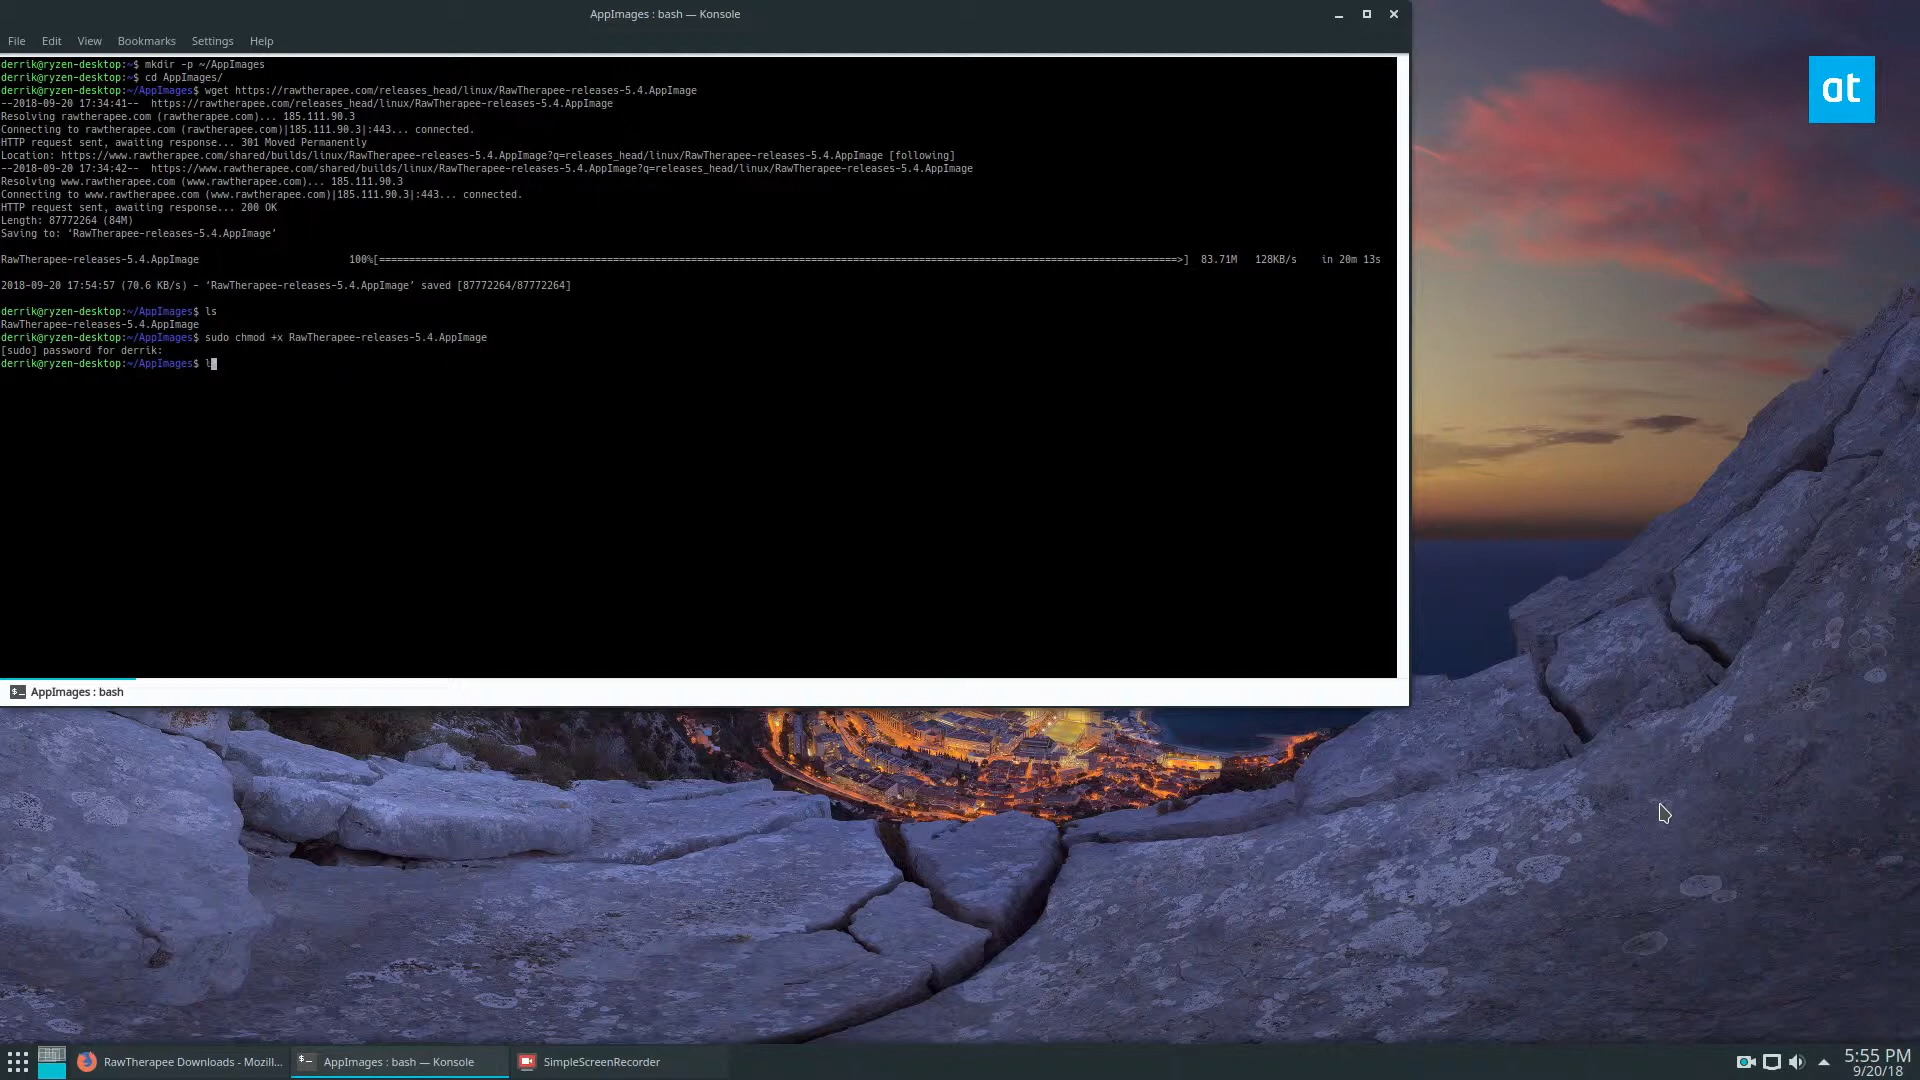 AppImages : bash — Konsole
File Edit View Bookmarks Settings Help
derrik@ryzen-desktop:~$ mkdir -p ~/AppImages
derrik@ryzen-desktop:~$ cd AppImages/
derrik@ryzen-desktop:~/AppImages$ wget https://rawtherapee.com/releases_head/linux/RawTherapee-releases-5.4.AppImage
--2018-09-20 17:34:41--  https://rawtherapee.com/releases_head/linux/RawTherapee-releases-5.4.AppImage
Resolving rawtherapee.com (rawtherapee.com)... 185.111.90.3
Connecting to rawtherapee.com (rawtherapee.com)|185.111.90.3|:443... connected.
HTTP request sent, awaiting response... 301 Moved Permanently
Location: https://www.rawtherapee.com/shared/builds/linux/RawTherapee-releases-5.4.AppImage?q=releases_head/linux/RawTherapee-releases-5.4.AppImage [following]
--2018-09-20 17:34:42--  https://www.rawtherapee.com/shared/builds/linux/RawTherapee-releases-5.4.AppImage?q=releases_head/linux/RawTherapee-releases-5.4.AppImage
Resolving www.rawtherapee.com (www.rawtherapee.com)... 185.111.90.3
Connecting to www.rawtherapee.com (www.rawtherapee.com)|185.111.90.3|:443... connected.
HTTP request sent, awaiting response... 200 OK
Length: 87772264 (84M)
Saving to: ‘RawTherapee-releases-5.4.AppImage’
RawTherapee-releases-5.4.AppImage 100%[=====================================>] 83.71M 128KB/s in 20m 13s
2018-09-20 17:54:57 (70.6 KB/s) - ‘RawTherapee-releases-5.4.AppImage’ saved [87772264/87772264]
derrik@ryzen-desktop:~/AppImages$ ls
RawTherapee-releases-5.4.AppImage
derrik@ryzen-desktop:~/AppImages$ sudo chmod +x RawTherapee-releases-5.4.AppImage
[sudo] password for derrik:
derrik@ryzen-desktop:~/AppImages$ l
AppImages : bash
at
RawTherapee Downloads - Mozill... AppImages : bash — Konsole SimpleScreenRecorder 5:55 PM
9/20/18